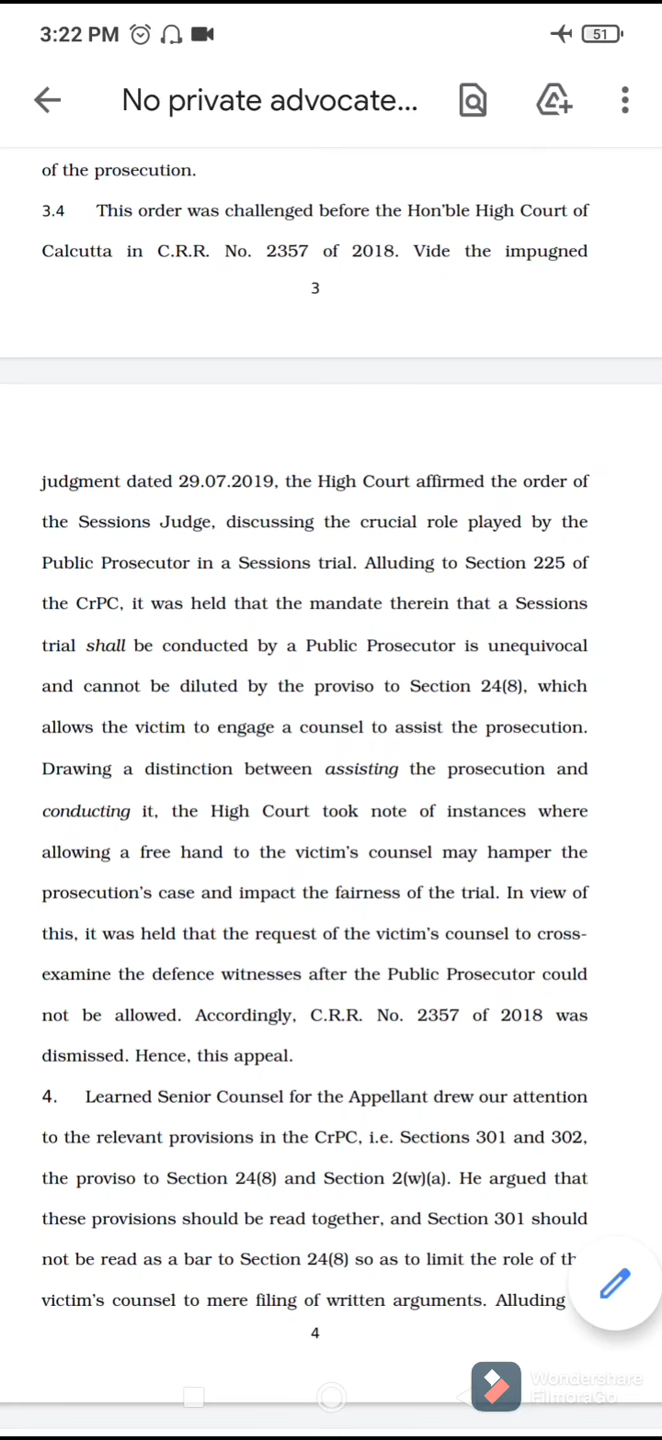 3:22 PM
51
No private advocate...
of the prosecution.
3.4 This order was challenged before the Hon'ble High Court of
Calcutta in C.R.R. No. 2357 of 2018. Vide the impugned
3
judgment dated 29.07.2019, the High Court affirmed the order of
the Sessions Judge, discussing the crucial role played by the
Public Prosecutor in a Sessions trial. Alluding to Section 225 of
the CrPC, it was held that the mandate therein that a Sessions
trial shall be conducted by a Public Prosecutor is unequivocal
and cannot be diluted by the proviso to Section 24(8), which
allows the victim to engage a counsel to assist the prosecution.
Drawing a distinction between assisting the prosecution and
conducting it, the High Court took note of instances where
allowing a free hand to the victim's counsel may hamper the
prosecution's case and impact the fairness of the trial. In view of
this, it was held that the request of the victim's counsel to cross-
examine the defence witnesses after the Public Prosecutor could
not be allowed. Accordingly, C.R.R. No. 2357 of 2018 was
dismissed. Hence, this appeal.
4. Learned Senior Counsel for the Appellant drew our attention
to the relevant provisions in the CrPC, i.e. Sections 301 and 302,
the proviso to Section 24(8) and Section 2(w)(a). He argued that
these provisions should be read together, and Section 301 should
not be read as a bar to Section 24(8) so as to limit the role of th
victim's counsel to mere filing of written arguments. Alluding
4
Wondershare
FilmoraGo